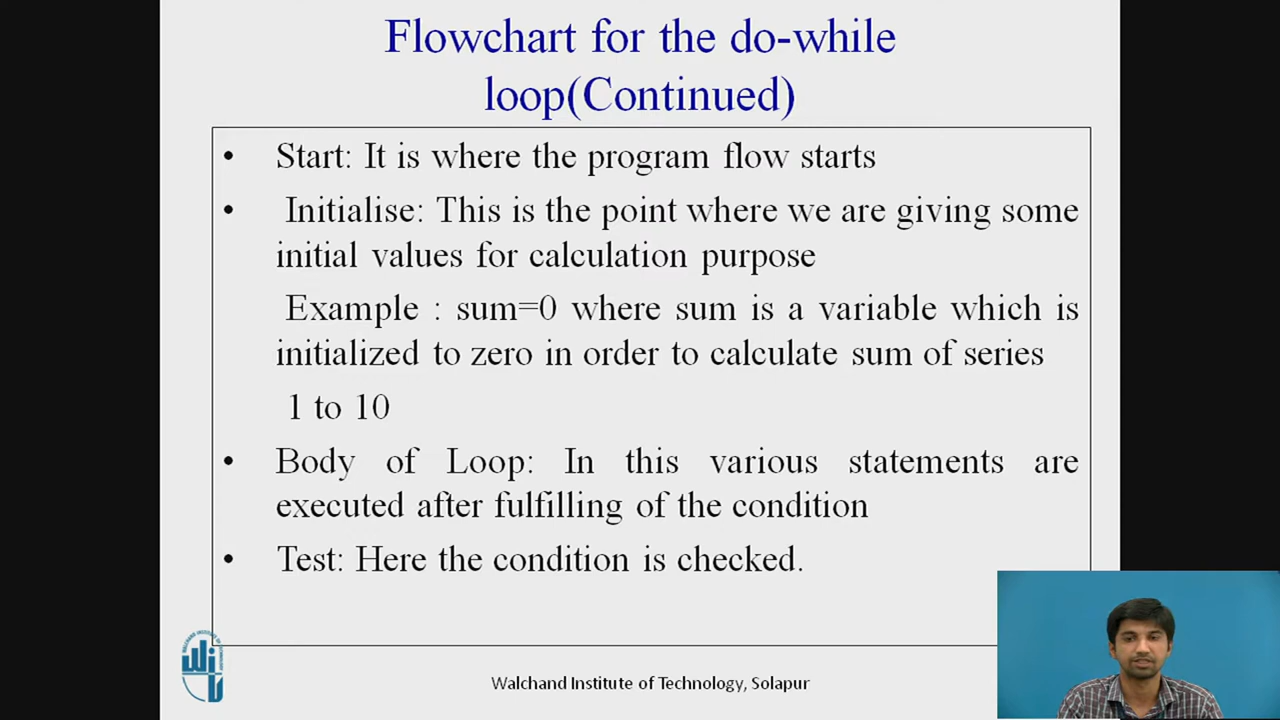 Flowchart for the do-while
loop(Continued)
• Start: It is where the program flow starts
• Initialise: This is the point where we are giving some
initial values for calculation purpose
Example : sum=0 where sum is a variable which is
initialized to zero in order to calculate sum of series
1 to 10
• Body of Loop: In this various statements are
executed after fulfilling of the condition
• Test: Here the condition is checked.
Walchand Institute of Technology, Solapur